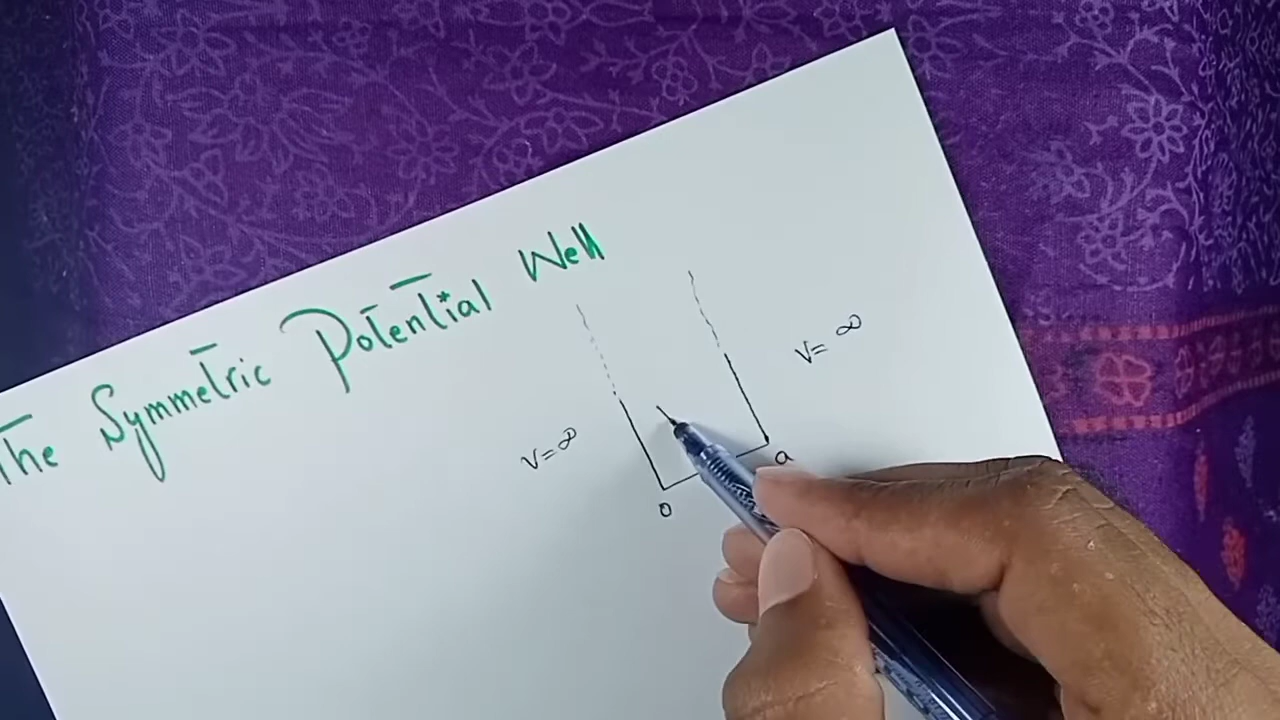 The Symmetric Potential Well
V = ∞
V = ∞
0
a